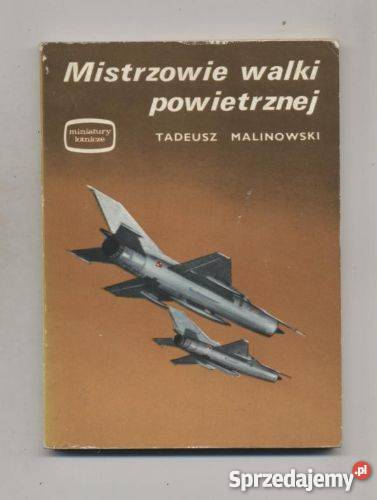 Mistrzowie walki
powietrznej
miniatury
lotnicze
TADEUSZ MALINOWSKI
Sprzedajemy.pl